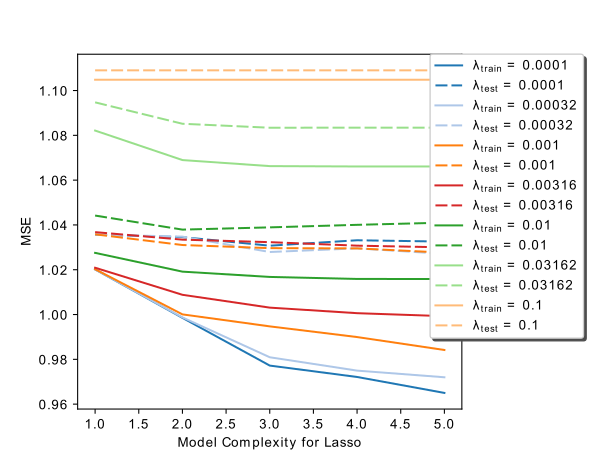 MSE
1.10
1.08
1.06
1.04
1.02
1.00
0.98
0.96
1.0 1.5 2.0 2.5 3.0 3.5 4.0 4.5 5.0
Model Complexity for Lasso
λtrain = 0.0001
λtest = 0.0001
λtrain = 0.00032
λtest = 0.00032
λtrain = 0.001
λtest = 0.001
λtrain = 0.00316
λtest = 0.00316
λtrain = 0.01
λtest = 0.01
λtrain = 0.03162
λtest = 0.03162
λtrain = 0.1
λtest = 0.1